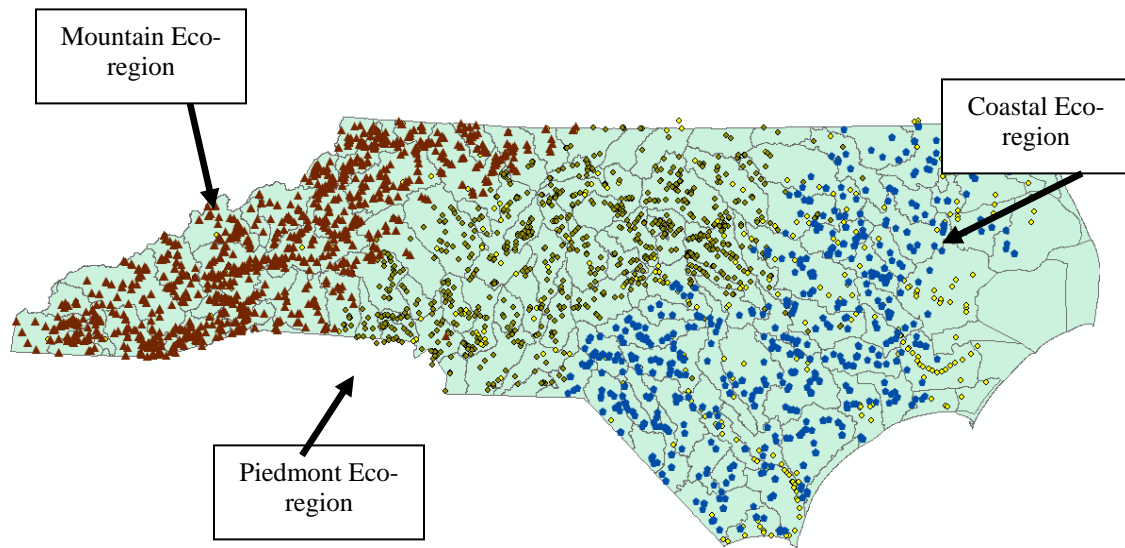 Mountain Eco-
region
Coastal Eco-
region
Piedmont Eco-
region